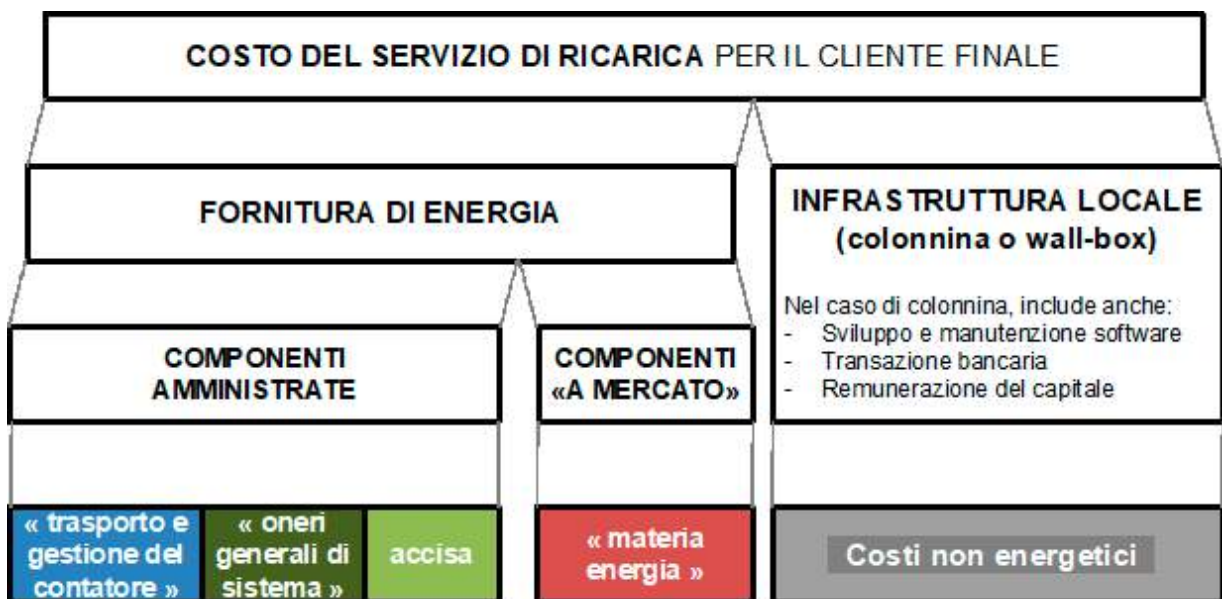 COSTO DEL SERVIZIO DI RICARICA PER IL CLIENTE FINALE
FORNITURA DI ENERGIA
INFRASTRUTTURA LOCALE
(colonnina o wall-box)
Nel caso di colonnina, include anche:
- Sviluppo e manutenzione software
- Transazione bancaria
- Remunerazione del capitale
COMPONENTI
AMMINISTRATE
COMPONENTI
«A MERCATO»
« trasporto e
gestione del
contatore »
« oneri
generali di
sistema »
accisa
« materia
energia »
Costi non energetici